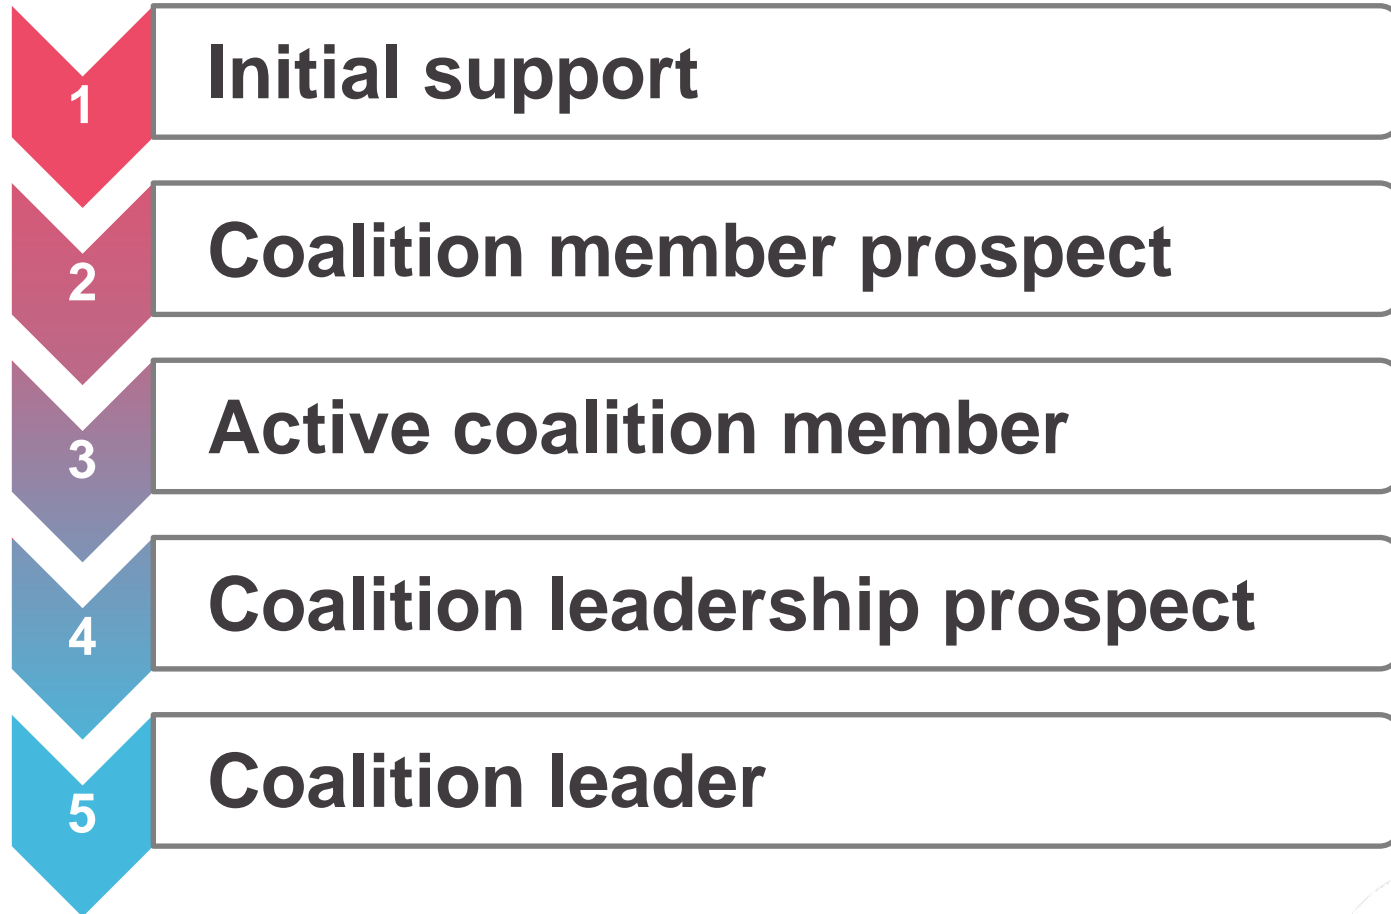 1
Initial support
2
Coalition member prospect
3
Active coalition member
4
Coalition leadership prospect
5
Coalition leader